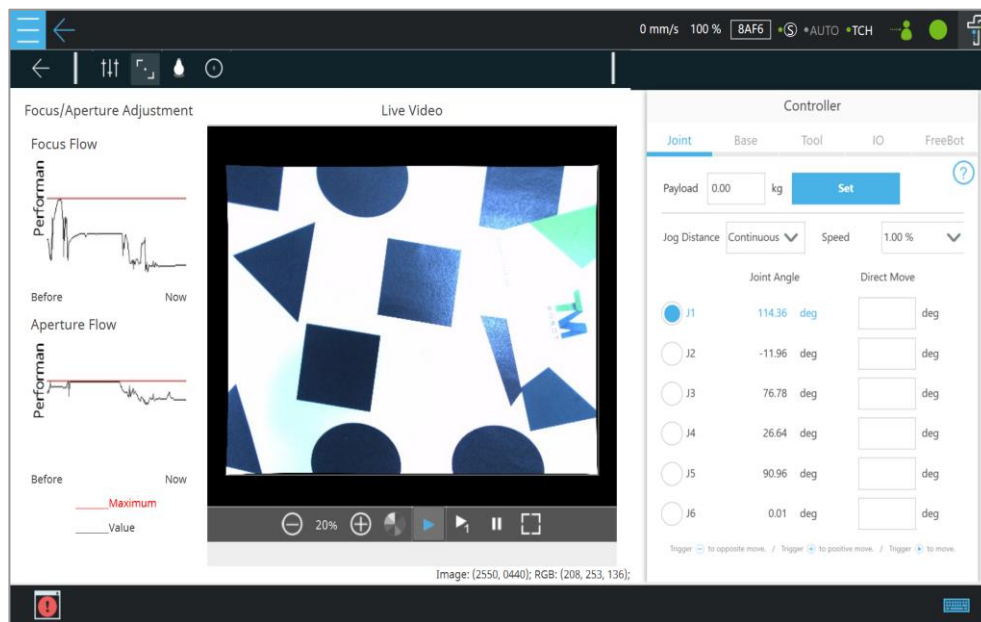 0 mm/s 100 % 8AF6 Ⓢ AUTO TCH
Focus/Aperture Adjustment
Focus Flow
Performan
Before Now
Aperture Flow
Performan
Before Now
Maximum
Value
Live Video
20%
1
Image: (2550, 0440); RGB: (208, 253, 136);
Controller
Joint Base Tool IO FreeBot
?
Payload 0.00 kg Set
Jog Distance Continuous Speed 1.00 %
Joint Angle Direct Move
J1 114.36 deg deg
J2 -11.96 deg deg
J3 76.78 deg deg
J4 26.64 deg deg
J5 90.96 deg deg
J6 0.01 deg deg
Trigger ⊖ to opposite move. / Trigger ⊕ to positive move. / Trigger to move.